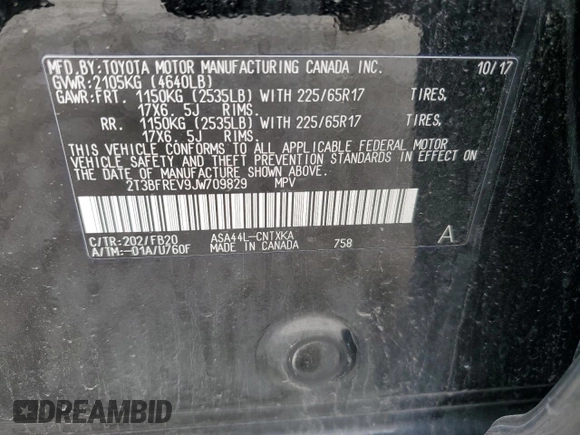 MFD.BY:TOYOTA MOTOR MANUFACTURING CANADA INC. 10/17
GVWR:2105KG (4640LB)
GAWR:FRT. 1150KG (2535LB) WITH 225/65R17 TIRES,
17X6.5J RIMS.
RR. 1150KG (2535LB) WITH 225/65R17 TIRES,
17X6.5J RIMS.
THIS VEHICLE CONFORMS TO ALL APPLICABLE FEDERAL MOTOR
VEHICLE SAFETY AND THEFT PREVENTION STANDARDS IN EFFECT ON
THE DATE OF MANUFACTURE SHOWN ABOVE.
2T3BFREV9JW709829 MPV
C/TR:202/FB20 ASA44L-CNTXKA A
A/TM:-01A/U760F MADE IN CANADA 758
DREAMBID